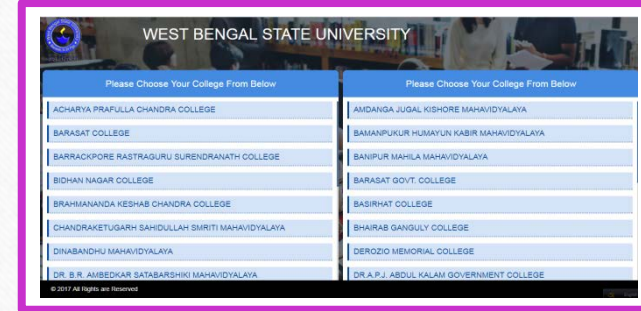 WEST BENGAL STATE UNIVERSITY
Please Choose Your College From Below
ACHARYA PRAFULLA CHANDRA COLLEGE
BARASAT COLLEGE
BARRACKPORE RASTRAGURU SURENDRANATH COLLEGE
BIDHAN NAGAR COLLEGE
BRAHMANANDA KESHAB CHANDRA COLLEGE
CHANDRAKETUGARH SAHIDULLAH SMRITI MAHAVIDYALAYA
DINABANDHU MAHAVIDYALAYA
DR. B.R. AMBEDKAR SATABARSHIKI MAHAVIDYALAYA
Please Choose Your College From Below
AMDANGA JUGAL KISHORE MAHAVIDYALAYA
BAMANPUKUR HUMAYUN KABIR MAHAVIDYALAYA
BANIPUR MAHILA MAHAVIDYALAYA
BARASAT GOVT. COLLEGE
BASIRHAT COLLEGE
BHAIRAB GANGULY COLLEGE
DEROZIO MEMORIAL COLLEGE
DR.A.P.J. ABDUL KALAM GOVERNMENT COLLEGE
© 2017 All Rights are Reserved